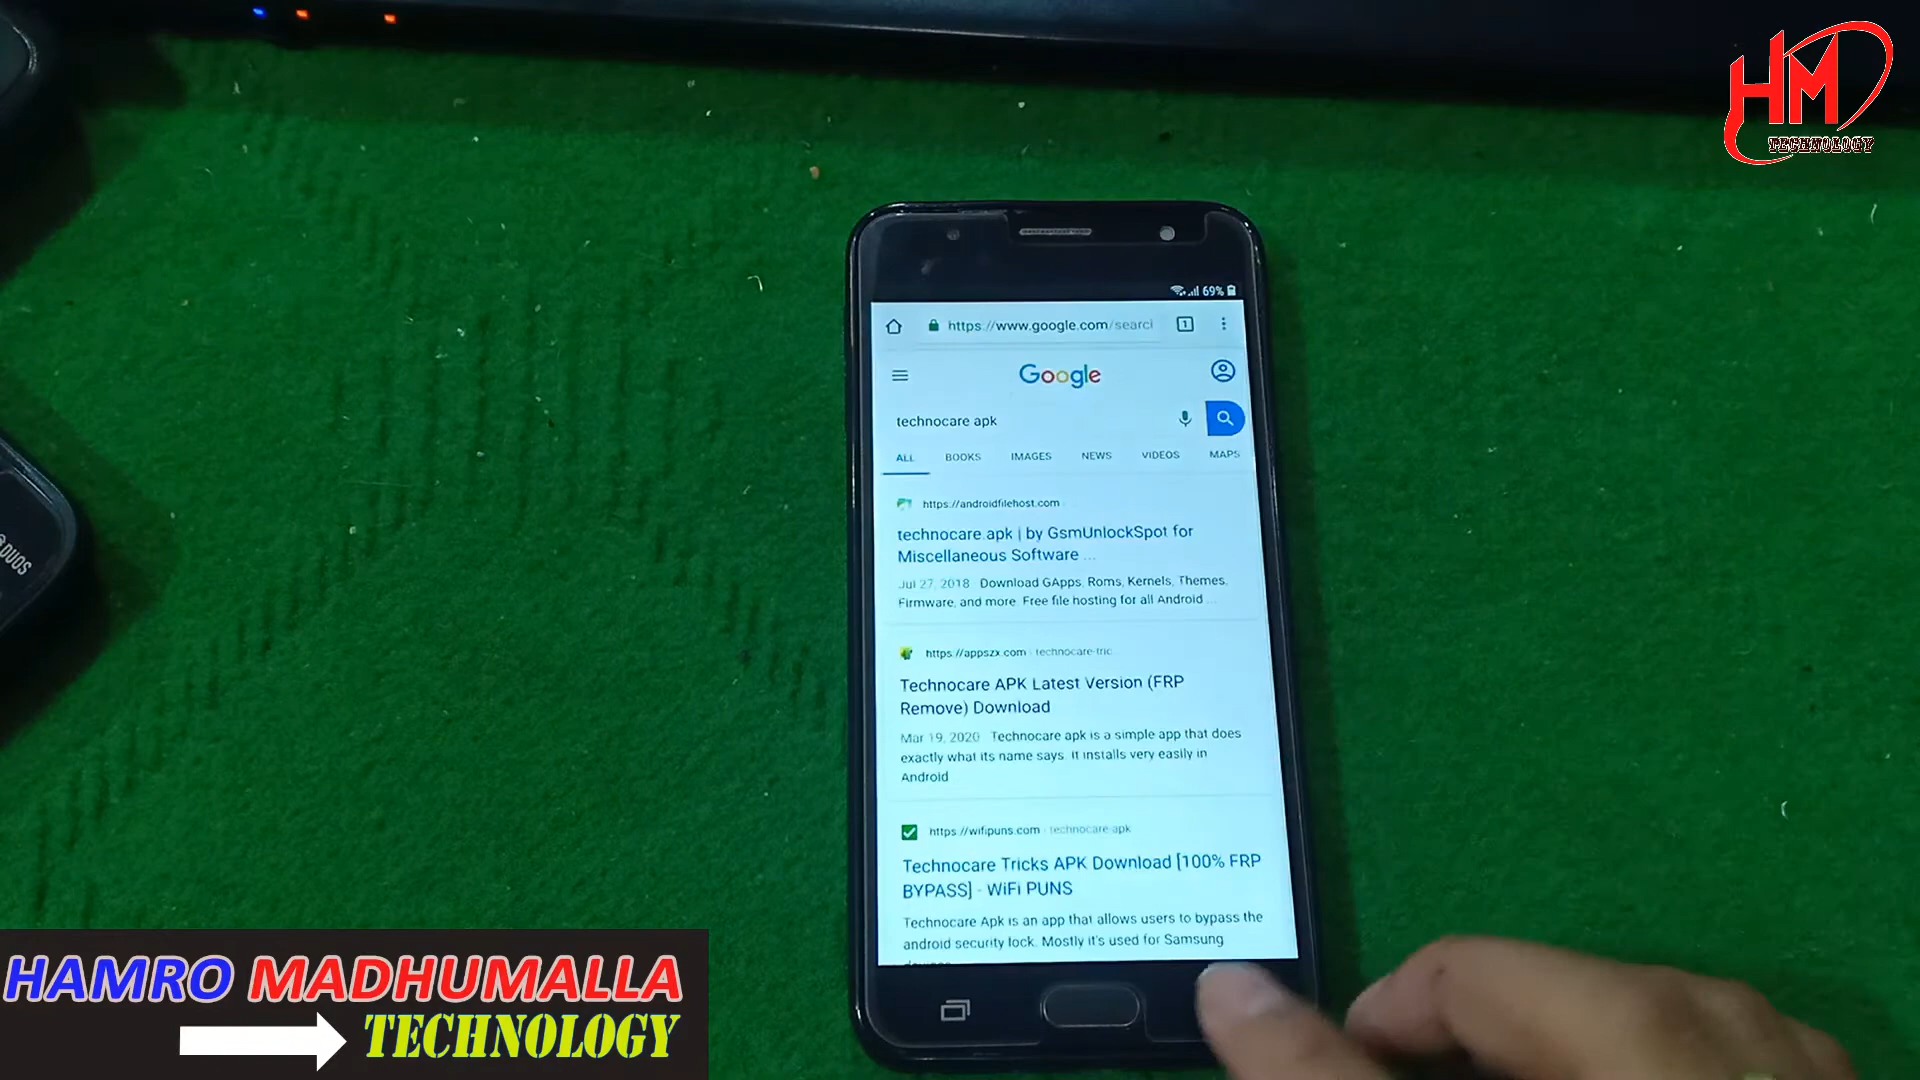 HM
TECHNOLOGY
69%
https://www.google.com/search
1
Google
technocare apk
ALL BOOKS IMAGES NEWS VIDEOS MAPS
https://androidfilehost.com
technocare.apk | by GsmUnlockSpot for
Miscellaneous Software ...
Jul 27, 2018 Download GApps, Roms, Kernels, Themes,
Firmware, and more. Free file hosting for all Android ...
https://appszx.com › technocare-tric
Technocare APK Latest Version (FRP
Remove) Download
Mar 19, 2020 Technocare apk is a simple app that does
exactly what its name says. It installs very easily in
Android
https://wifipuns.com › technocare-apk
Technocare Tricks APK Download [100% FRP
BYPASS] - WiFi PUNS
Technocare Apk is an app that allows users to bypass the
android security lock. Mostly it's used for Samsung
DUOS
HAMRO MADHUMALLA
TECHNOLOGY